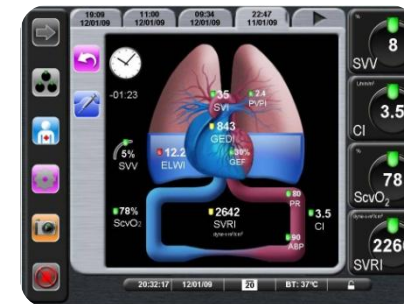 19:09 11:00 09:34 22:47
12/01/09 12/01/09 12/01/09 11/01/09
-01:23
35
SVI
2.4
PVPI
843
GEDI
5%
SVV
12.2
ELWI
30%
GEF
80
PR
78%
ScvO₂
2642
SVRI
3.5
CI
90
ABP
8
SVV
3.5
CI
78
ScvO₂
226
SVRI
20:32:17 12/01/09 20 BT: 37°C